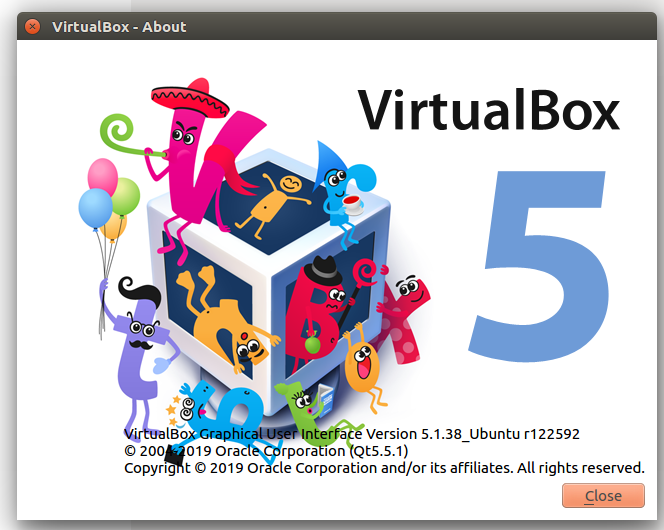 VirtualBox - About
VirtualBox
5
VirtualBox Graphical User Interface Version 5.1.38_Ubuntu r122592
© 2004-2019 Oracle Corporation (Qt5.5.1)
Copyright © 2019 Oracle Corporation and/or its affiliates. All rights reserved.
Close